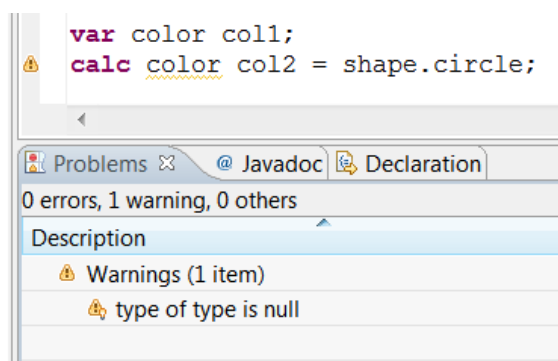 var color col1;
calc color col2 = shape.circle;
Problems @ Javadoc Declaration
0 errors, 1 warning, 0 others
Description
Warnings (1 item)
type of type is null